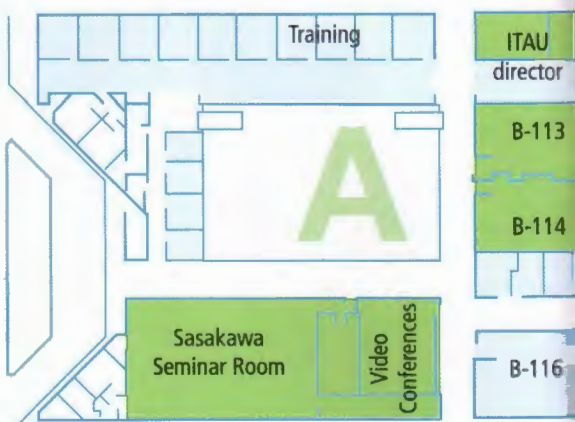 Training
ITAU
director
B-113
A
B-114
Sasakawa
Seminar Room
Video
Conferences
B-116